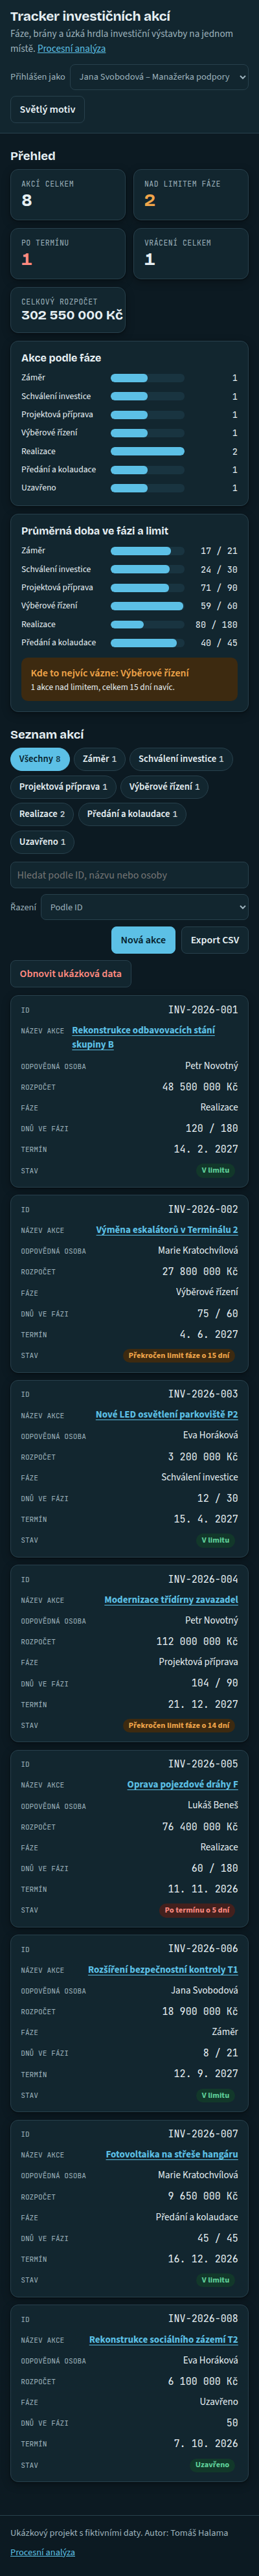 Tracker investičních akcí
Fáze, brány a úzká hrdla investiční výstavby na jednom
místě. Procesní analýza
Přihlášen jako Jana Svobodová – Manažerka podpory
Světlý motiv
Přehled
AKCÍ CELKEM
8
NAD LIMITEM FÁZE
2
PO TERMÍNU
1
VRÁCENÍ CELKEM
1
CELKOVÝ ROZPOČET
302 550 000 Kč
Akce podle fáze
Záměr 1
Schválení investice 1
Projektová příprava 1
Výběrové řízení 1
Realizace 2
Předání a kolaudace 1
Uzavřeno 1
Průměrná doba ve fázi a limit
Záměr 17 / 21
Schválení investice 24 / 30
Projektová příprava 71 / 90
Výběrové řízení 59 / 60
Realizace 80 / 180
Předání a kolaudace 40 / 45
Kde to nejvíc vázne: Výběrové řízení
1 akce nad limitem, celkem 15 dní navíc.
Seznam akcí
Všechny 8 Záměr 1 Schválení investice 1
Projektová příprava 1 Výběrové řízení 1
Realizace 2 Předání a kolaudace 1
Uzavřeno 1
Hledat podle ID, názvu nebo osoby
Řazení Podle ID
Nová akce Export CSV
Obnovit ukázková data
ID INV-2026-001
NÁZEV AKCE Rekonstrukce odbavovacích stání
skupiny B
ODPOVĚDNÁ OSOBA Petr Novotný
ROZPOČET 48 500 000 Kč
FÁZE Realizace
DNŮ VE FÁZI 120 / 180
TERMÍN 14. 2. 2027
STAV V limitu
ID INV-2026-002
NÁZEV AKCE Výměna eskalátorů v Terminálu 2
ODPOVĚDNÁ OSOBA Marie Kratochvílová
ROZPOČET 27 800 000 Kč
FÁZE Výběrové řízení
DNŮ VE FÁZI 75 / 60
TERMÍN 4. 6. 2027
STAV Překročen limit fáze o 15 dní
ID INV-2026-003
NÁZEV AKCE Nové LED osvětlení parkoviště P2
ODPOVĚDNÁ OSOBA Eva Horáková
ROZPOČET 3 200 000 Kč
FÁZE Schválení investice
DNŮ VE FÁZI 12 / 30
TERMÍN 15. 4. 2027
STAV V limitu
ID INV-2026-004
NÁZEV AKCE Modernizace třídírny zavazadel
ODPOVĚDNÁ OSOBA Petr Novotný
ROZPOČET 112 000 000 Kč
FÁZE Projektová příprava
DNŮ VE FÁZI 104 / 90
TERMÍN 21. 12. 2027
STAV Překročen limit fáze o 14 dní
ID INV-2026-005
NÁZEV AKCE Oprava pojezdové dráhy F
ODPOVĚDNÁ OSOBA Lukáš Beneš
ROZPOČET 76 400 000 Kč
FÁZE Realizace
DNŮ VE FÁZI 60 / 180
TERMÍN 11. 11. 2026
STAV Po termínu o 5 dní
ID INV-2026-006
NÁZEV AKCE Rozšíření bezpečnostní kontroly T1
ODPOVĚDNÁ OSOBA Jana Svobodová
ROZPOČET 18 900 000 Kč
FÁZE Záměr
DNŮ VE FÁZI 8 / 21
TERMÍN 12. 9. 2027
STAV V limitu
ID INV-2026-007
NÁZEV AKCE Fotovoltaika na střeše hangáru
ODPOVĚDNÁ OSOBA Marie Kratochvílová
ROZPOČET 9 650 000 Kč
FÁZE Předání a kolaudace
DNŮ VE FÁZI 45 / 45
TERMÍN 16. 12. 2026
STAV V limitu
ID INV-2026-008
NÁZEV AKCE Rekonstrukce sociálního zázemí T2
ODPOVĚDNÁ OSOBA Eva Horáková
ROZPOČET 6 100 000 Kč
FÁZE Uzavřeno
DNŮ VE FÁZI 50
TERMÍN 7. 10. 2026
STAV Uzavřeno
Ukázkový projekt s fiktivními daty. Autor: Tomáš Halama
Procesní analýza